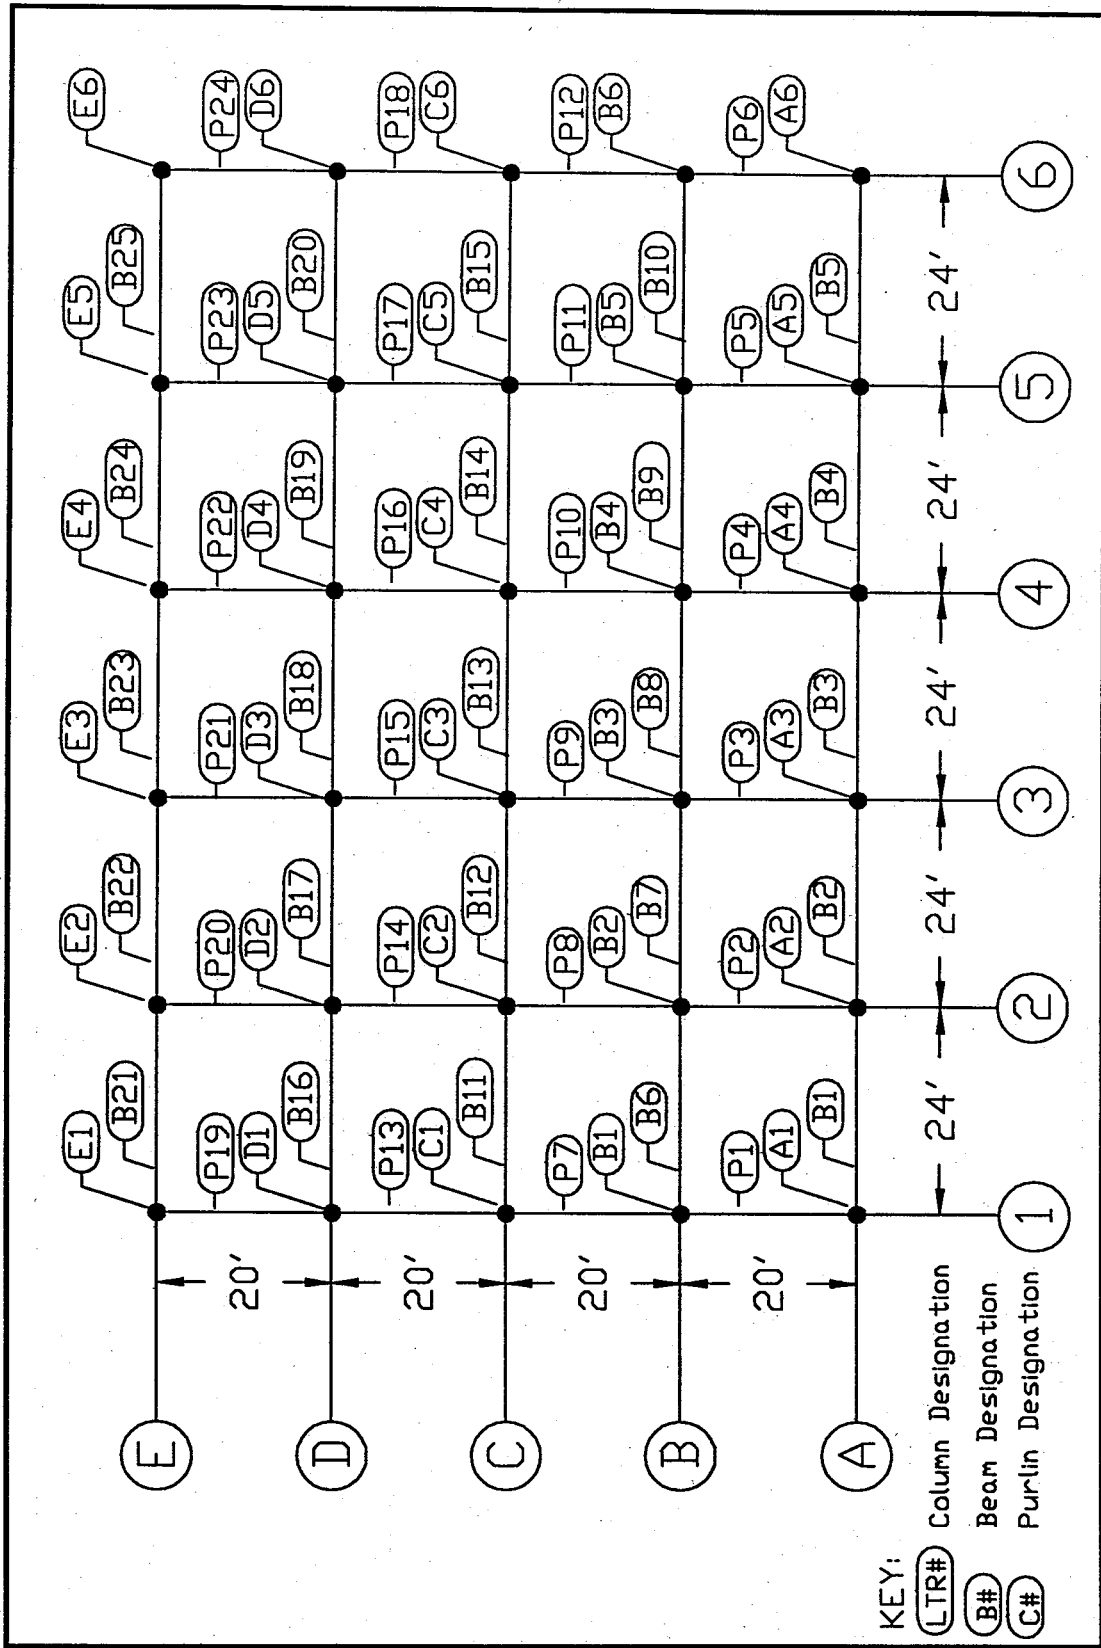 E1 E2 E3 E4 E5 E6
B21 B22 B23 B24 B25
E
P19 P20 P21 P22 P23 P24
20'
D1 D2 D3 D4 D5 D6
B16 B17 B18 B19 B20
D
P13 P14 P15 P16 P17 P18
20'
C1 C2 C3 C4 C5 C6
B11 B12 B13 B14 B15
C
P7 P8 P9 P10 P11 P12
20'
B1 B2 B3 B4 B5 B6
B6 B7 B8 B9 B10
B
P1 P2 P3 P4 P5 P6
20'
A1 A2 A3 A4 A5 A6
B1 B2 B3 B4 B5
A
24' 24' 24' 24' 24'
1 2 3 4 5 6
KEY:
LTR# Column Designation
B# Beam Designation
C# Purlin Designation